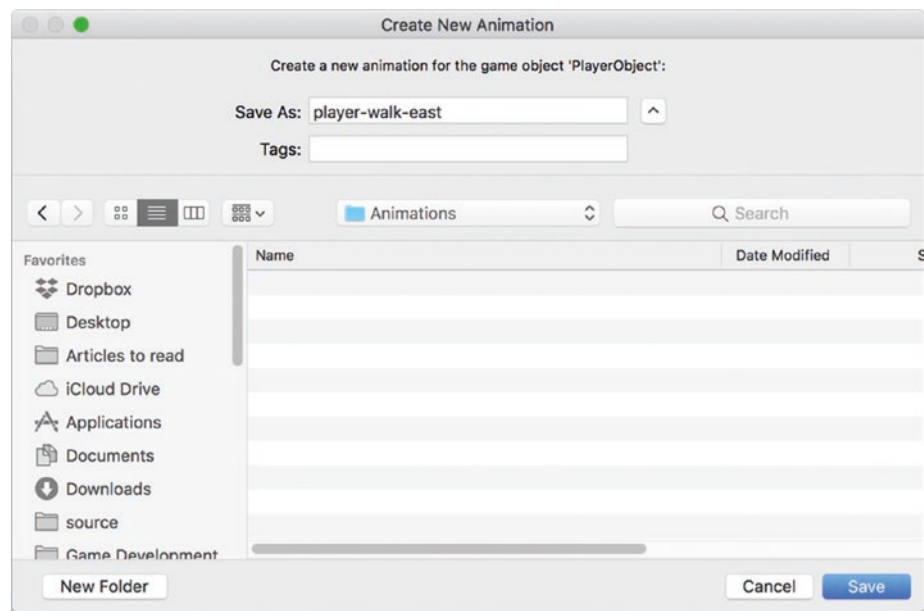 Create New Animation
Create a new animation for the game object 'PlayerObject':
Save As: player-walk-east
Tags:
Animations
Search
Favorites
Name Date Modified S
Dropbox
Desktop
Articles to read
iCloud Drive
Applications
Documents
Downloads
source
Game Development
New Folder Cancel Save